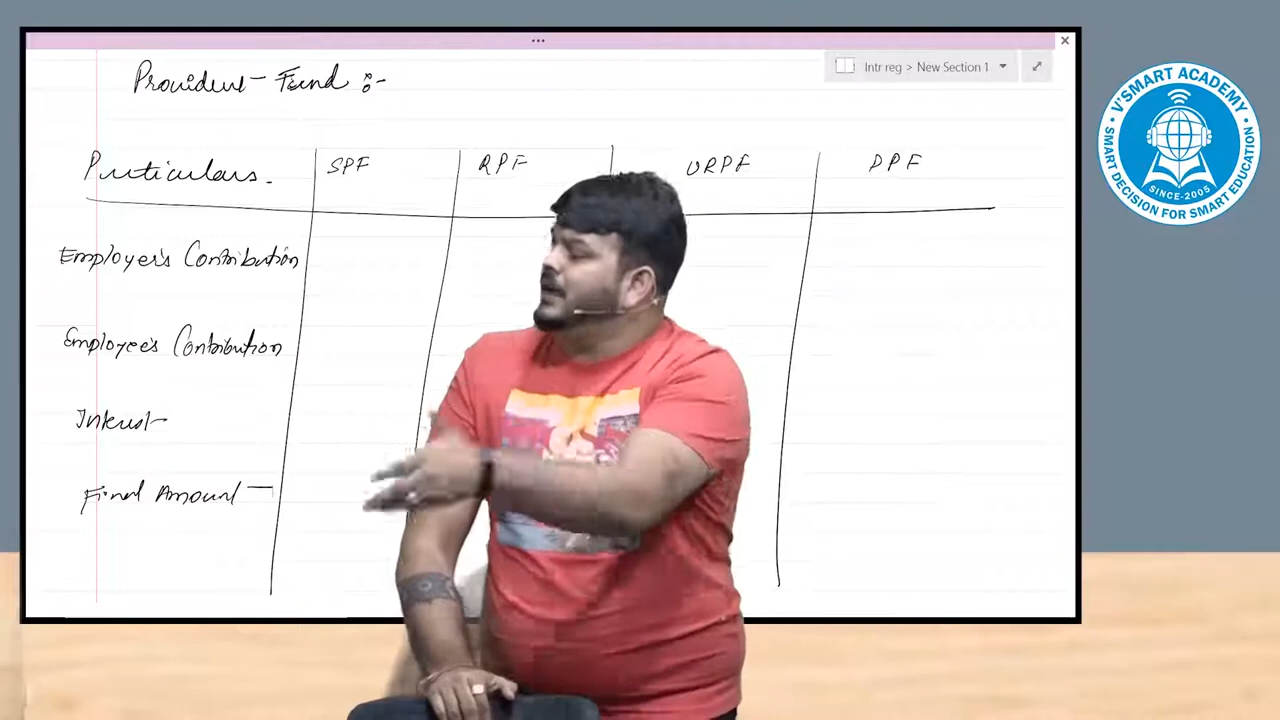 Provident Fund :-
Intr reg > New Section 1
Particulars. SPF RPF URPF PPF
Employer's Contribution
Employee's Contribution
Interest
Final Amount
V'SMART ACADEMY
SMART DECISION FOR SMART EDUCATION
SINCE-2005